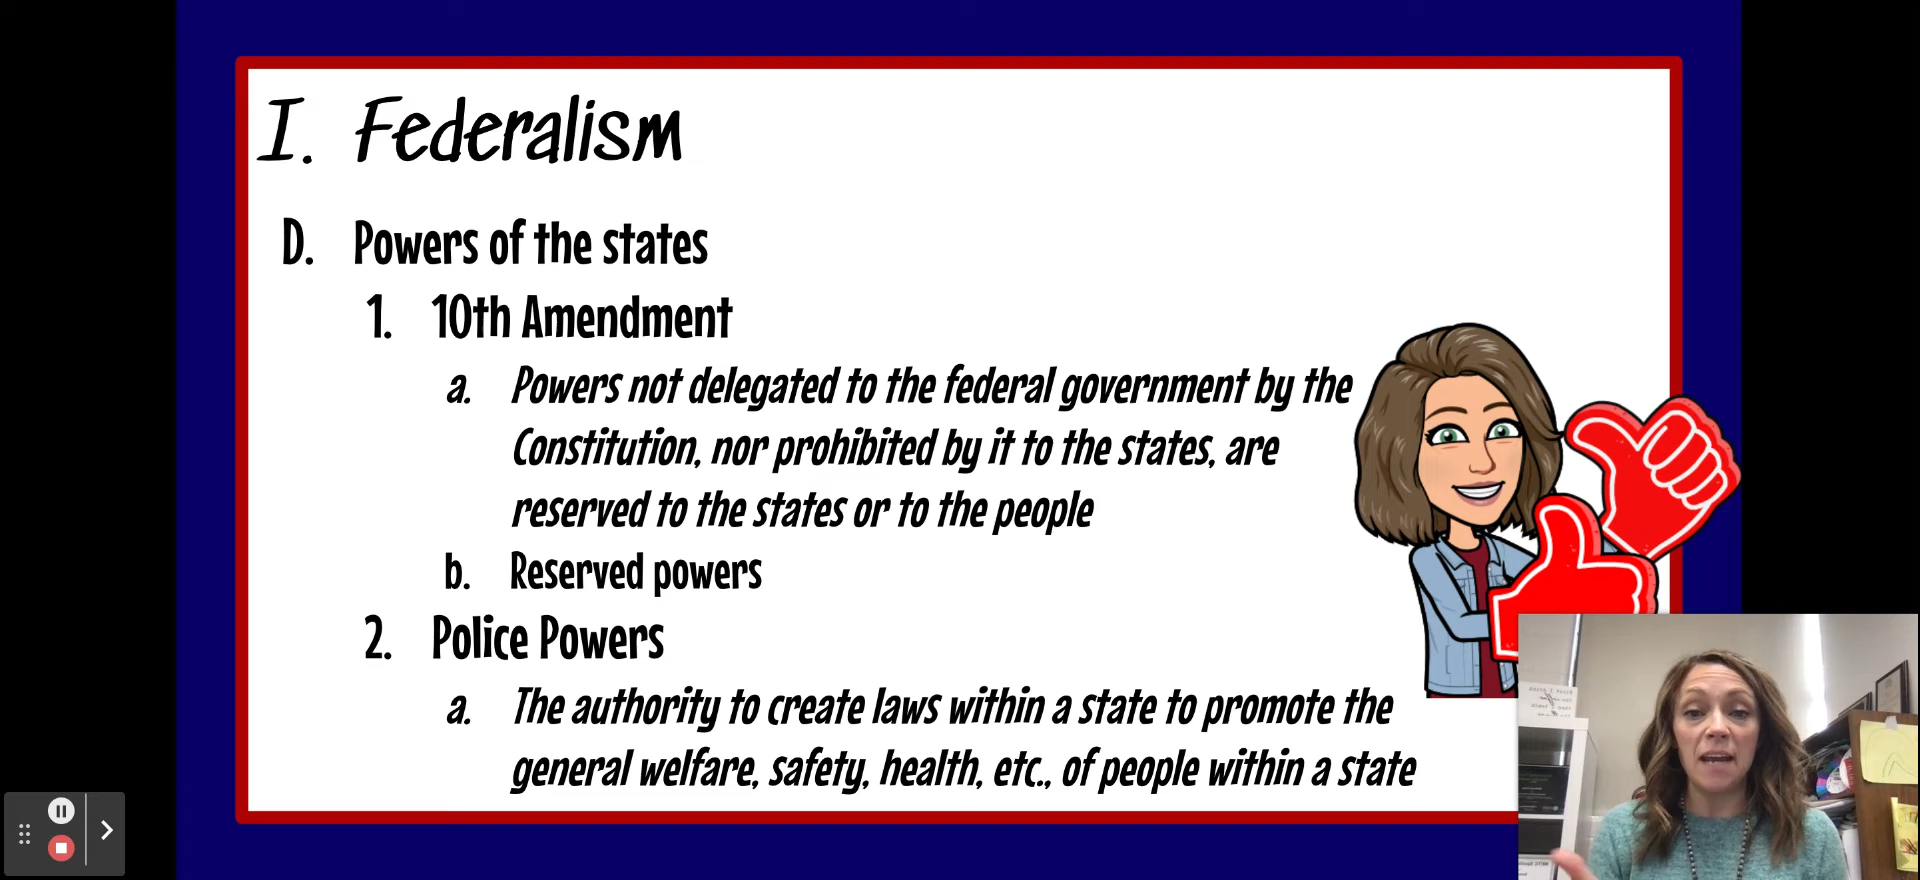 I. Federalism
D. Powers of the states
1. 10th Amendment
a. Powers not delegated to the federal government by the
Constitution, nor prohibited by it to the states, are
reserved to the states or to the people
b. Reserved powers
2. Police Powers
a. The authority to create laws within a state to promote the
general welfare, safety, health, etc., of people within a state